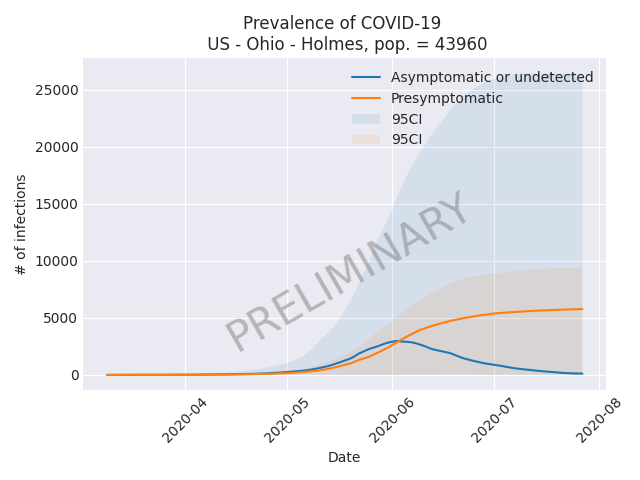 Prevalence of COVID-19
US - Ohio - Holmes, pop. = 43960
Asymptomatic or undetected
Presymptomatic
95CI
95CI
25000
20000
15000
10000
5000
0
# of infections
PRELIMINARY
2020-04
2020-05
2020-06
2020-07
2020-08
Date